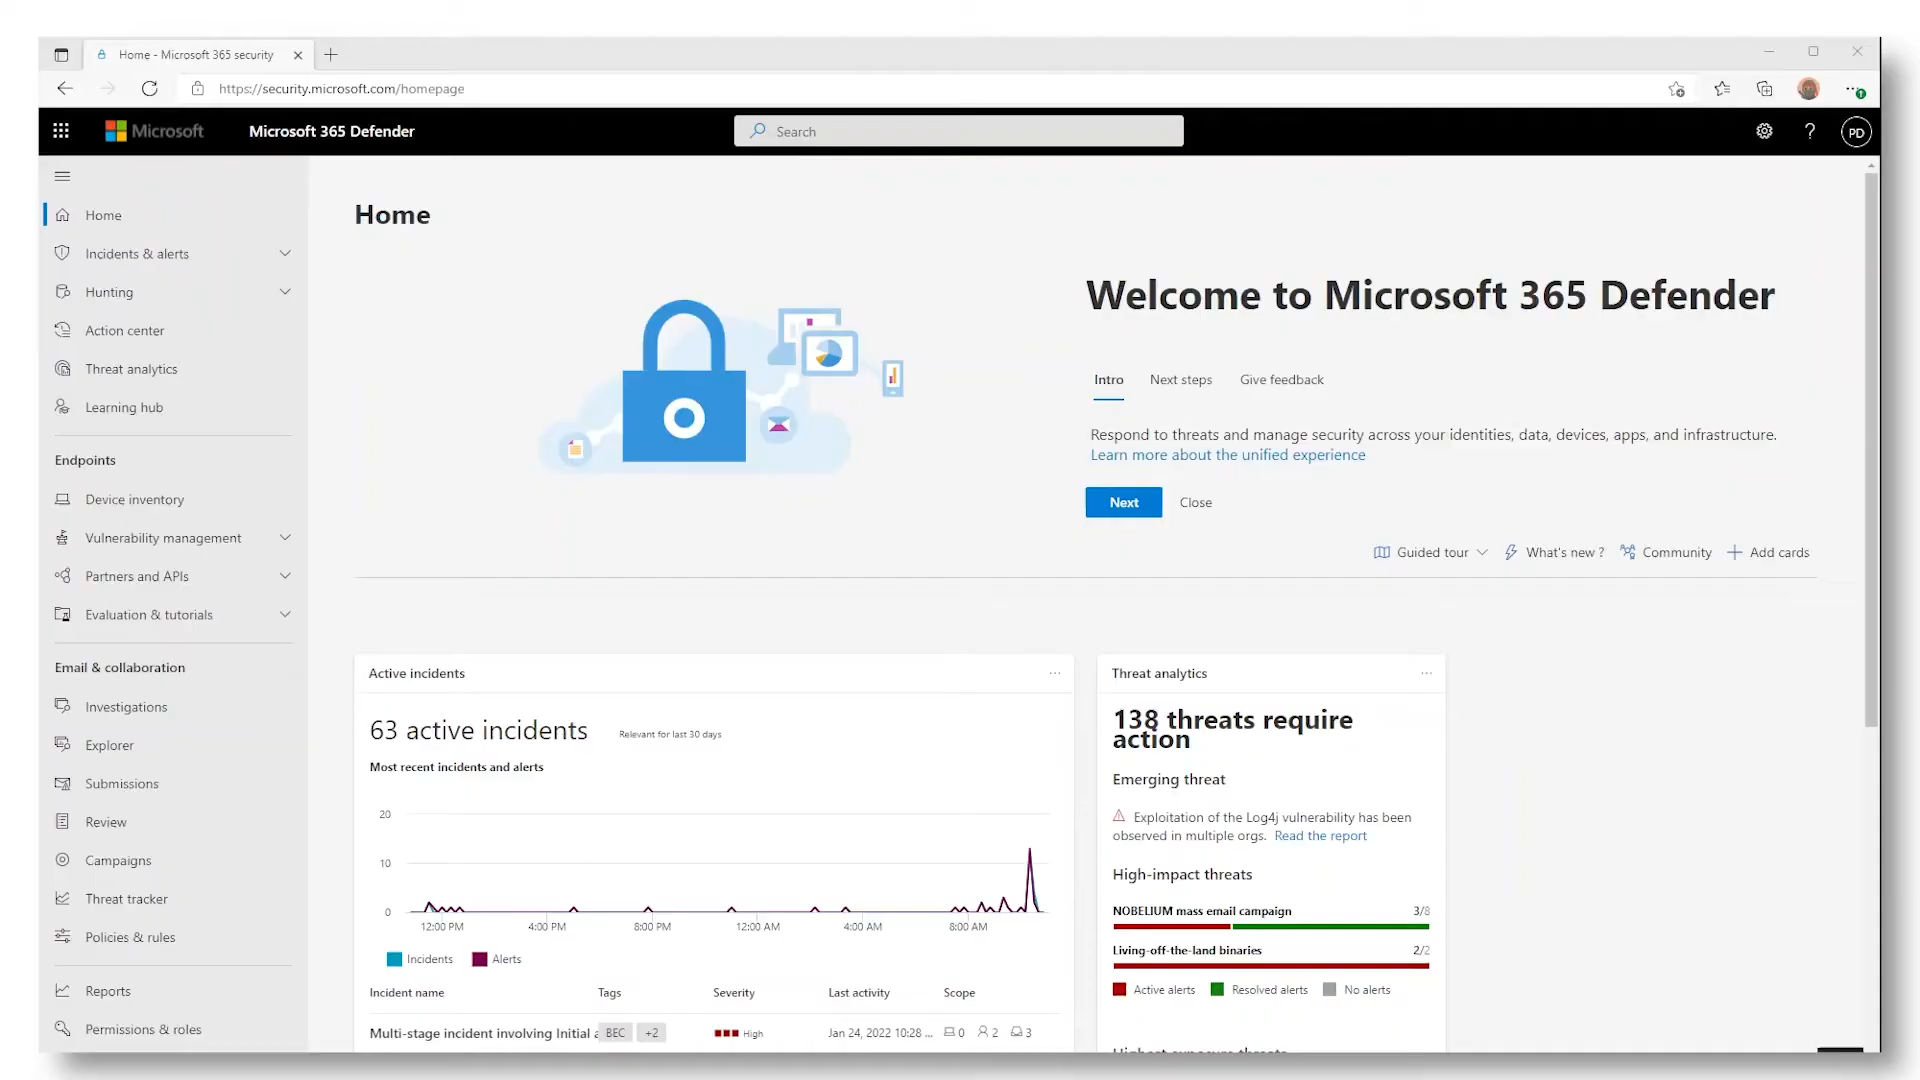 Home - Microsoft 365 security
https://security.microsoft.com/homepage
Microsoft
Microsoft 365 Defender
Search
?
PD
Home
Incidents & alerts
Hunting
Action center
Threat analytics
Learning hub
Endpoints
Device inventory
Vulnerability management
Partners and APIs
Evaluation & tutorials
Email & collaboration
Investigations
Explorer
Submissions
Review
Campaigns
Threat tracker
Policies & rules
Reports
Permissions & roles
Home
Welcome to Microsoft 365 Defender
Intro Next steps Give feedback
Respond to threats and manage security across your identities, data, devices, apps, and infrastructure.
Learn more about the unified experience
Next Close
Guided tour What's new ? Community Add cards
Active incidents
63 active incidents Relevant for last 30 days
Most recent incidents and alerts
20
10
0
12:00 PM 4:00 PM 8:00 PM 12:00 AM 4:00 AM 8:00 AM
Incidents Alerts
Incident name Tags Severity Last activity Scope
Multi-stage incident involving Initial a BEC +2 High Jan 24, 2022 10:28 ... 0 2 3
Threat analytics
138 threats require
action
Emerging threat
Exploitation of the Log4j vulnerability has been
observed in multiple orgs. Read the report
High-impact threats
NOBELIUM mass email campaign 3/8
Living-off-the-land binaries 2/2
Active alerts Resolved alerts No alerts
Highest exposure threats